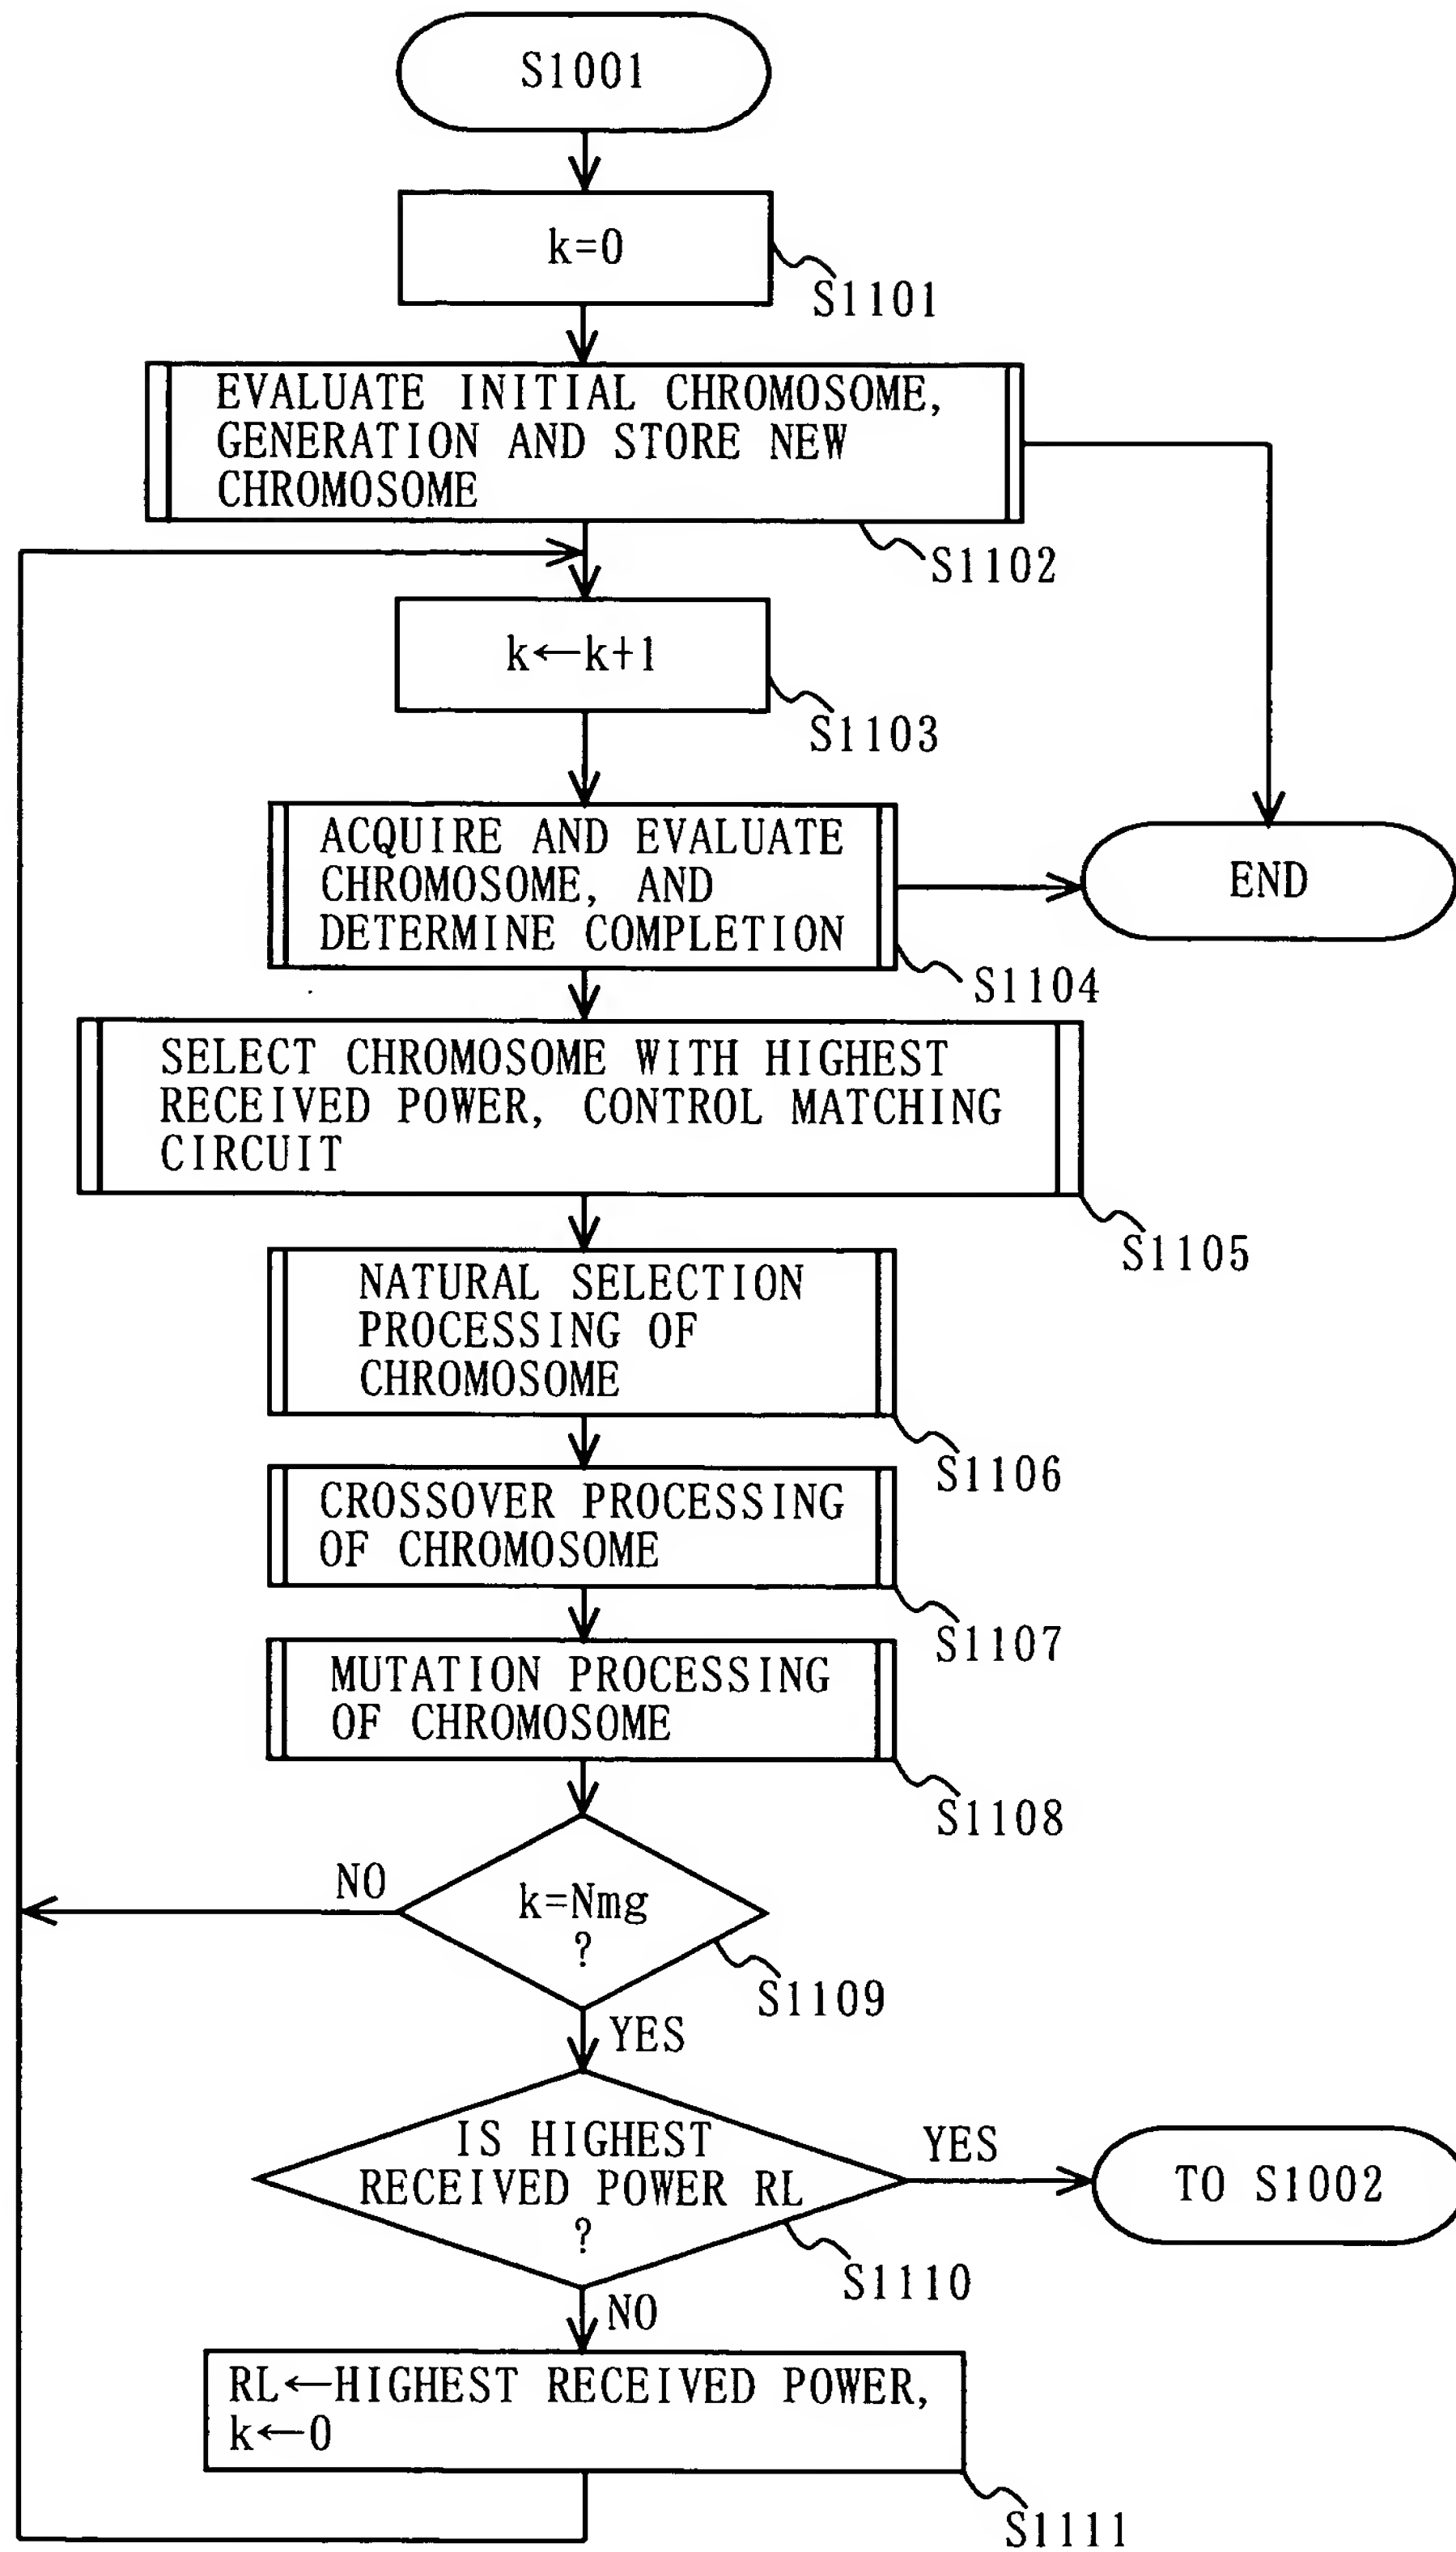 S1001
k=0
S1101
EVALUATE INITIAL CHROMOSOME,
GENERATION AND STORE NEW
CHROMOSOME
S1102
k←k+1
S1103
ACQUIRE AND EVALUATE
CHROMOSOME, AND
DETERMINE COMPLETION
END
S1104
SELECT CHROMOSOME WITH HIGHEST
RECEIVED POWER, CONTROL MATCHING
CIRCUIT
S1105
NATURAL SELECTION
PROCESSING OF
CHROMOSOME
S1106
CROSSOVER PROCESSING
OF CHROMOSOME
S1107
MUTATION PROCESSING
OF CHROMOSOME
S1108
NO
k=Nmg
?
S1109
YES
IS HIGHEST
RECEIVED POWER RL
?
YES
TO S1002
S1110
NO
RL←HIGHEST RECEIVED POWER,
k←0
S1111